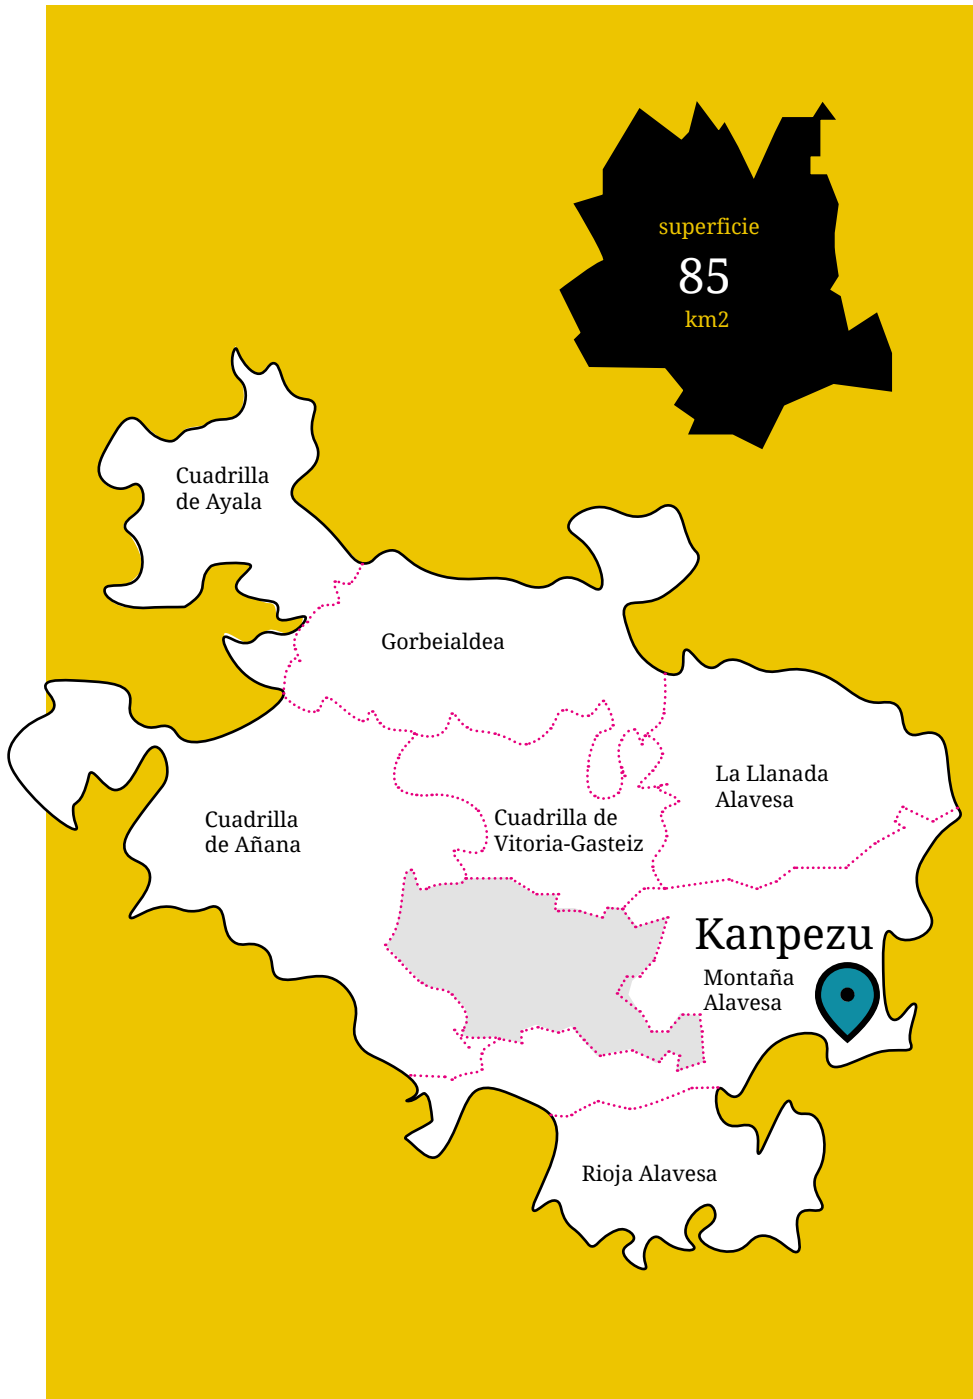 superficie
85
km2
Cuadrilla
de Ayala
Gorbeialdea
La Llanada
Alavesa
Cuadrilla
de Añana
Cuadrilla de
Vitoria-Gasteiz
Kanpezu
Montaña
Alavesa
Rioja Alavesa